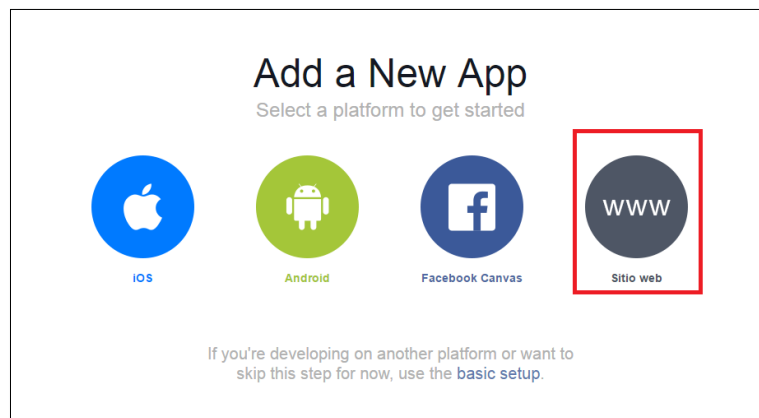 Add a New App
Select a platform to get started
www
iOS
Android
Facebook Canvas
Sitio web
If you're developing on another platform or want to
skip this step for now, use the basic setup.